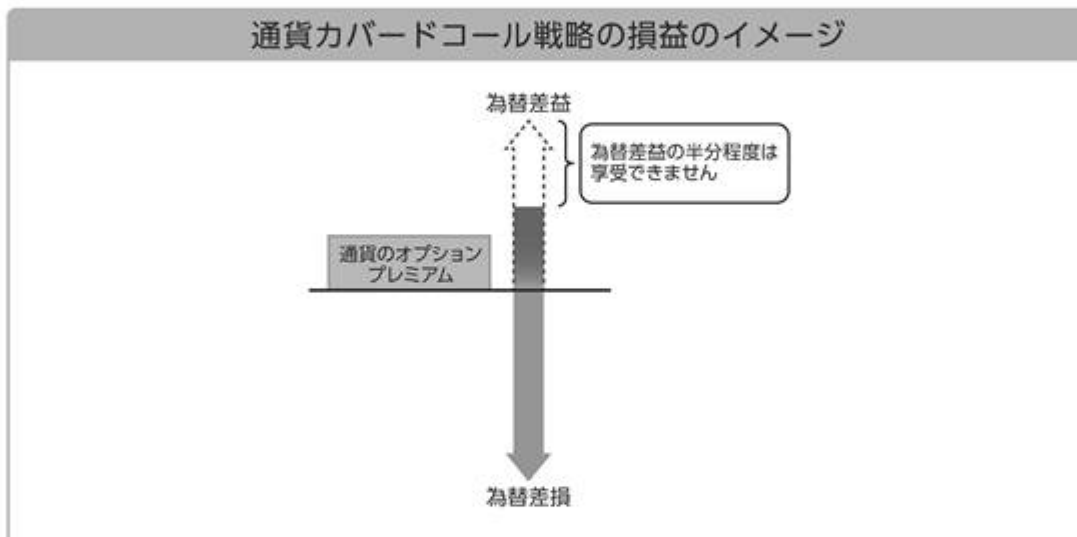 通貨カバードコール戦略の損益のイメージ
為替差益
為替差益の半分程度は
享受できません
通貨のオプション
プレミアム
為替差損